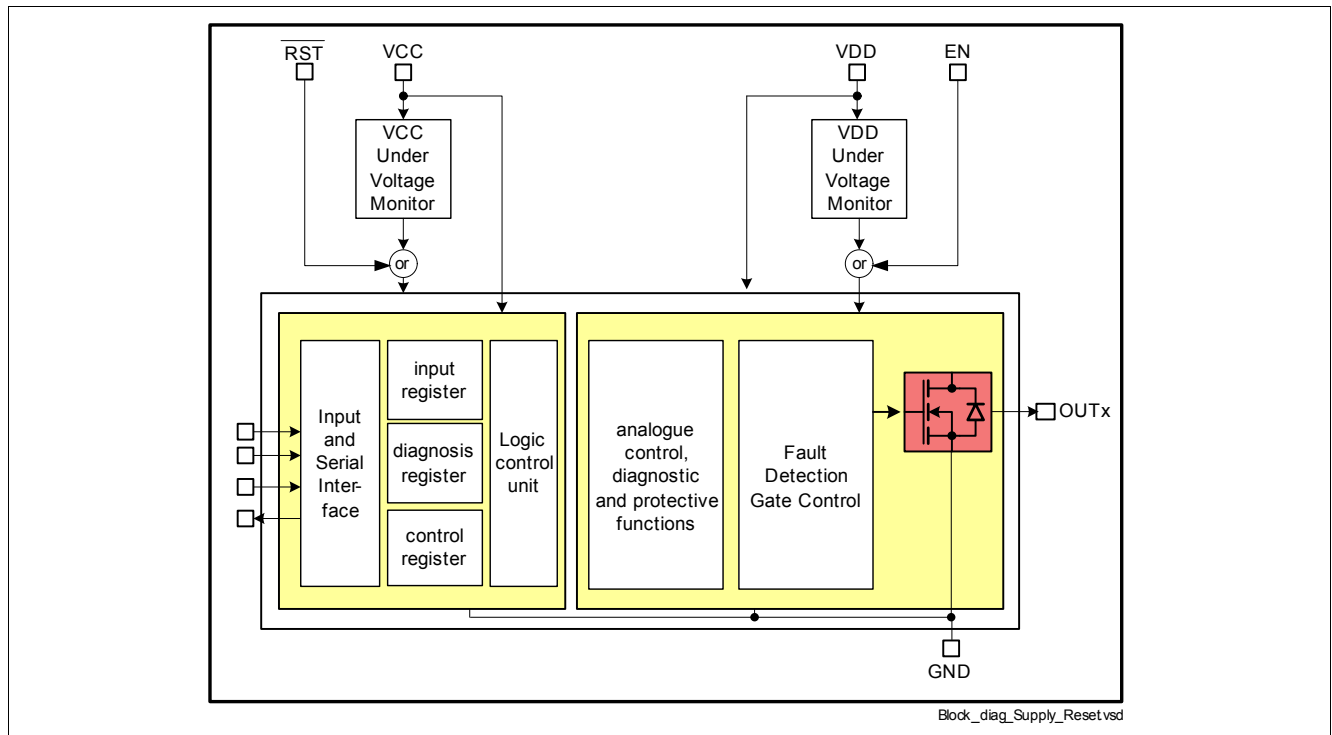 RST
VCC
VDD
EN
VCC
Under
Voltage
Monitor
VDD
Under
Voltage
Monitor
or
or
Input
and
Serial
Inter-
face
input
register
diagnosis
register
control
register
Logic
control
unit
analogue
control,
diagnostic
and protective
functions
Fault
Detection
Gate Control
OUTx
GND
Block_diag_Supply_Reset.vsd